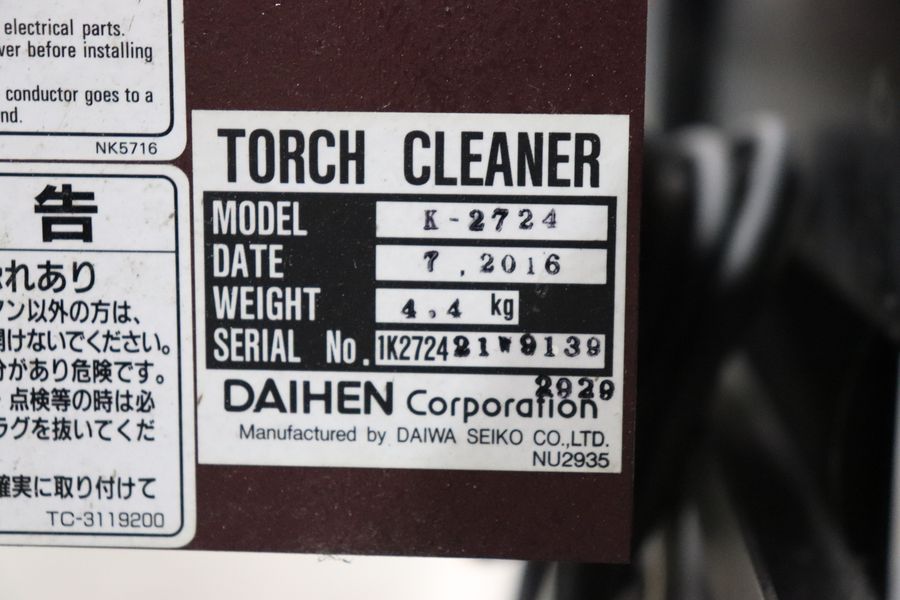 electrical parts.
ver before installing
conductor goes to a
nd.
NK5716
告
れあり
マン以外の方は、
開けないでください。
分があり危険です。
・点検等の時は必
ラグを抜いてくだ
確実に取り付けて
TC-3119200
TORCH CLEANER
MODEL K-2724
DATE 7,2016
WEIGHT 4.4 kg
SERIAL No. 1K272421W9139
2929
DAIHEN Corporation
Manufactured by DAIWA SEIKO CO.,LTD.
NU2935